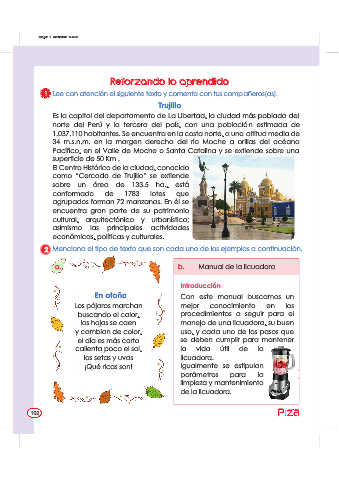 Reforzando lo aprendido
1 Lee con atención el siguiente texto y comenta con tus compañeros(as).
Trujillo
Es la capital del departamento de La Libertad, la ciudad más poblada del
norte del Perú y la tercera del país, con una población estimada de
1.037.110 habitantes. Se encuentra en la costa norte, a una altitud media de
34 m.s.n.m. en la margen derecha del río Moche a orillas del océano
Pacífico, en el Valle de Moche o Santa Catalina y se extiende sobre una
superficie de 50 Km .
El Centro Histórico de la ciudad, conocido
como "Cercado de Trujillo" se extiende
sobre un área de 133.5 ha., está
conformado de 1783 lotes que
agrupados forman 72 manzanas. En él se
encuentra gran parte de su patrimonio
cultural, arquitectónico y urbanístico;
asimismo las principales actividades
económicas, políticas y culturales.
2 Menciona el tipo de texto que son cada uno de los ejemplos a continuación.
a.
En otoño
Los pájaros marchan
buscando el calor,
las hojas se caen
y cambian de color,
el día es más corto
calienta poco el sol,
las setas y uvas
¡Qué ricas son!
b. Manual de la licuadora
Introducción
Con este manual buscamos un
mejor conocimiento en los
procedimientos a seguir para el
manejo de una licuadora, su buen
uso, y cada uno de los pasos que
se deben cumplir para mantener
la vida útil de la
licuadora.
Igualmente se estipulan
parámetros para la
limpieza y mantenimiento
de la licuadora.
102